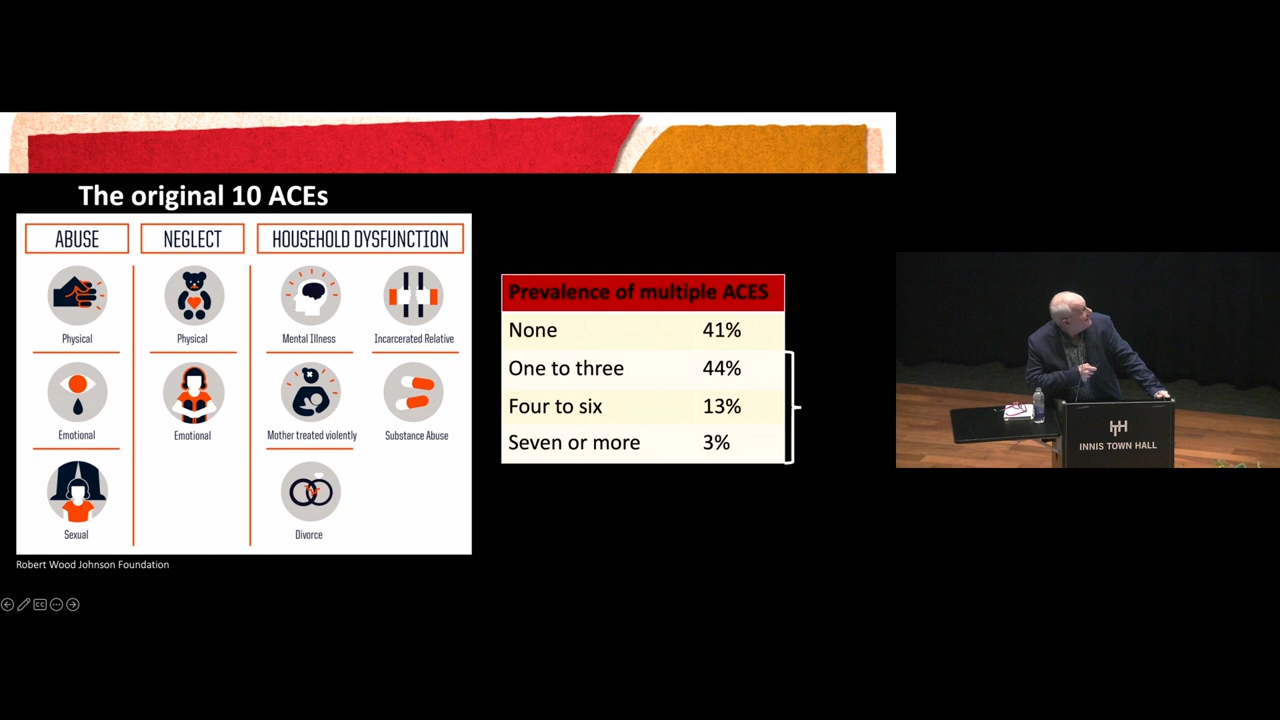 The original 10 ACEs
ABUSE
NEGLECT
HOUSEHOLD DYSFUNCTION
Physical
Physical
Mental Illness
Incarcerated Relative
Emotional
Emotional
Mother treated violently
Substance Abuse
Sexual
Divorce
Robert Wood Johnson Foundation
Prevalence of multiple ACES
None 41%
One to three 44%
Four to six 13%
Seven or more 3%
CC
INNIS TOWN HALL